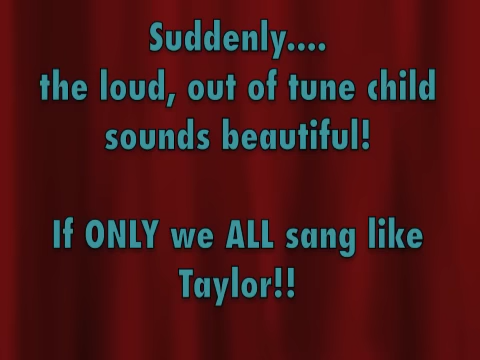 Suddenly....
the loud, out of tune child
sounds beautiful!
If ONLY we ALL sang like
Taylor!!